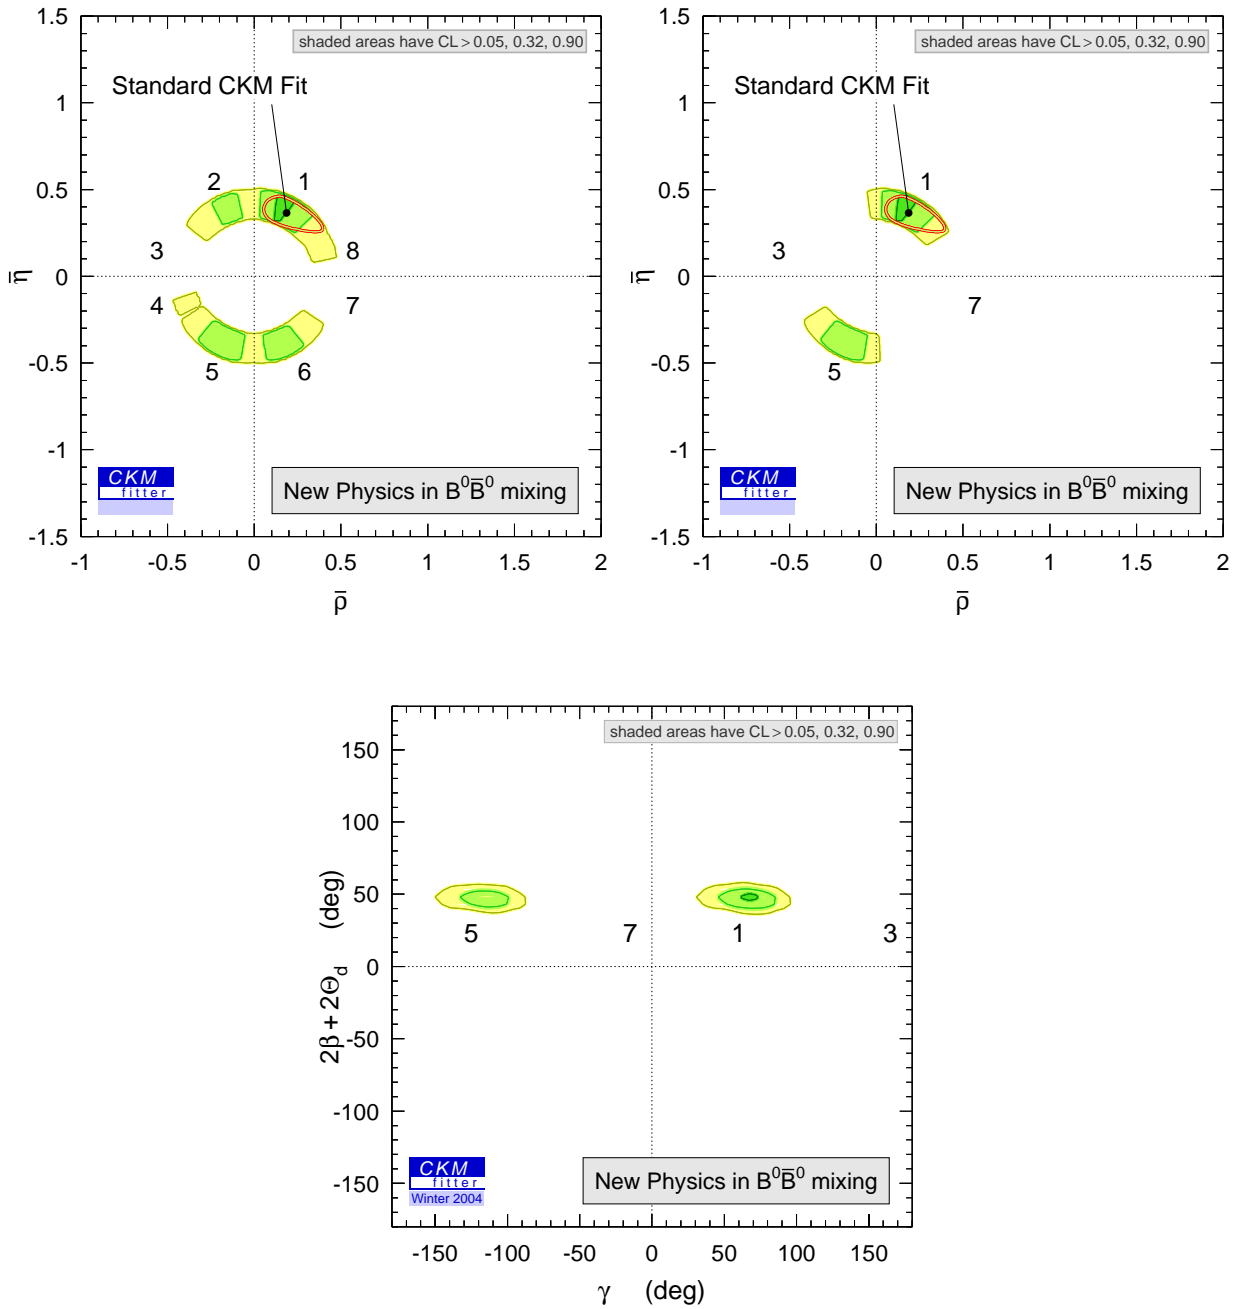 shaded areas have CL > 0.05, 0.32, 0.90
Standard CKM Fit
1.5
1
0.5
0
-0.5
-1
-1.5
η̄
2
1
3
8
4
7
5
6
CKM
fitter
New Physics in B⁰B̄⁰ mixing
-1
-0.5
0
0.5
1
1.5
2
ρ̄
shaded areas have CL > 0.05, 0.32, 0.90
Standard CKM Fit
1.5
1
0.5
0
-0.5
-1
-1.5
η̄
1
3
7
5
CKM
fitter
New Physics in B⁰B̄⁰ mixing
-1
-0.5
0
0.5
1
1.5
2
ρ̄
shaded areas have CL > 0.05, 0.32, 0.90
150
100
50
0
-50
-100
-150
2β + 2Θ_d (deg)
5
7
1
3
CKM
fitter
Winter 2004
New Physics in B⁰B̄⁰ mixing
-150
-100
-50
0
50
100
150
γ (deg)